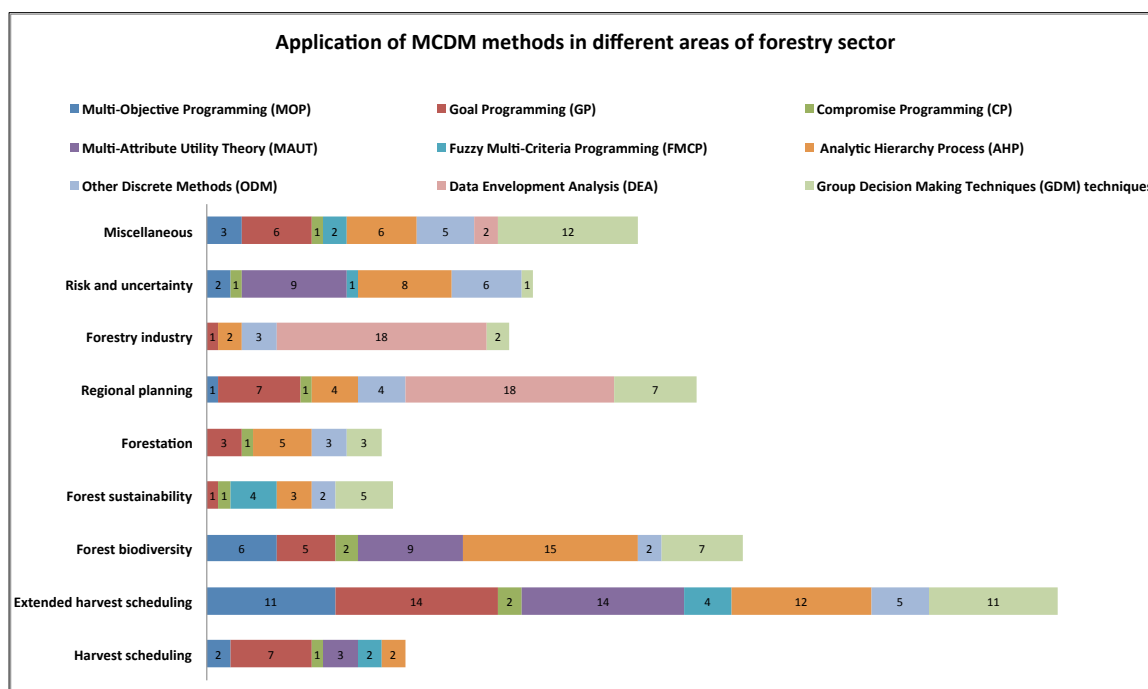 Application of MCDM methods in different areas of forestry sector
Multi-Objective Programming (MOP) Goal Programming (GP) Compromise Programming (CP)
Multi-Attribute Utility Theory (MAUT) Fuzzy Multi-Criteria Programming (FMCP) Analytic Hierarchy Process (AHP)
Other Discrete Methods (ODM) Data Envelopment Analysis (DEA) Group Decision Making Techniques (GDM) techniques
Miscellaneous 3 6 1 2 6 5 2 12
Risk and uncertainty 2 1 9 1 8 6 1
Forestry industry 1 2 3 18 2
Regional planning 1 7 1 4 4 18 7
Forestation 3 1 5 3 3
Forest sustainability 1 1 4 3 2 5
Forest biodiversity 6 5 2 9 15 2 7
Extended harvest scheduling 11 14 2 14 4 12 5 11
Harvest scheduling 2 7 1 3 2 2